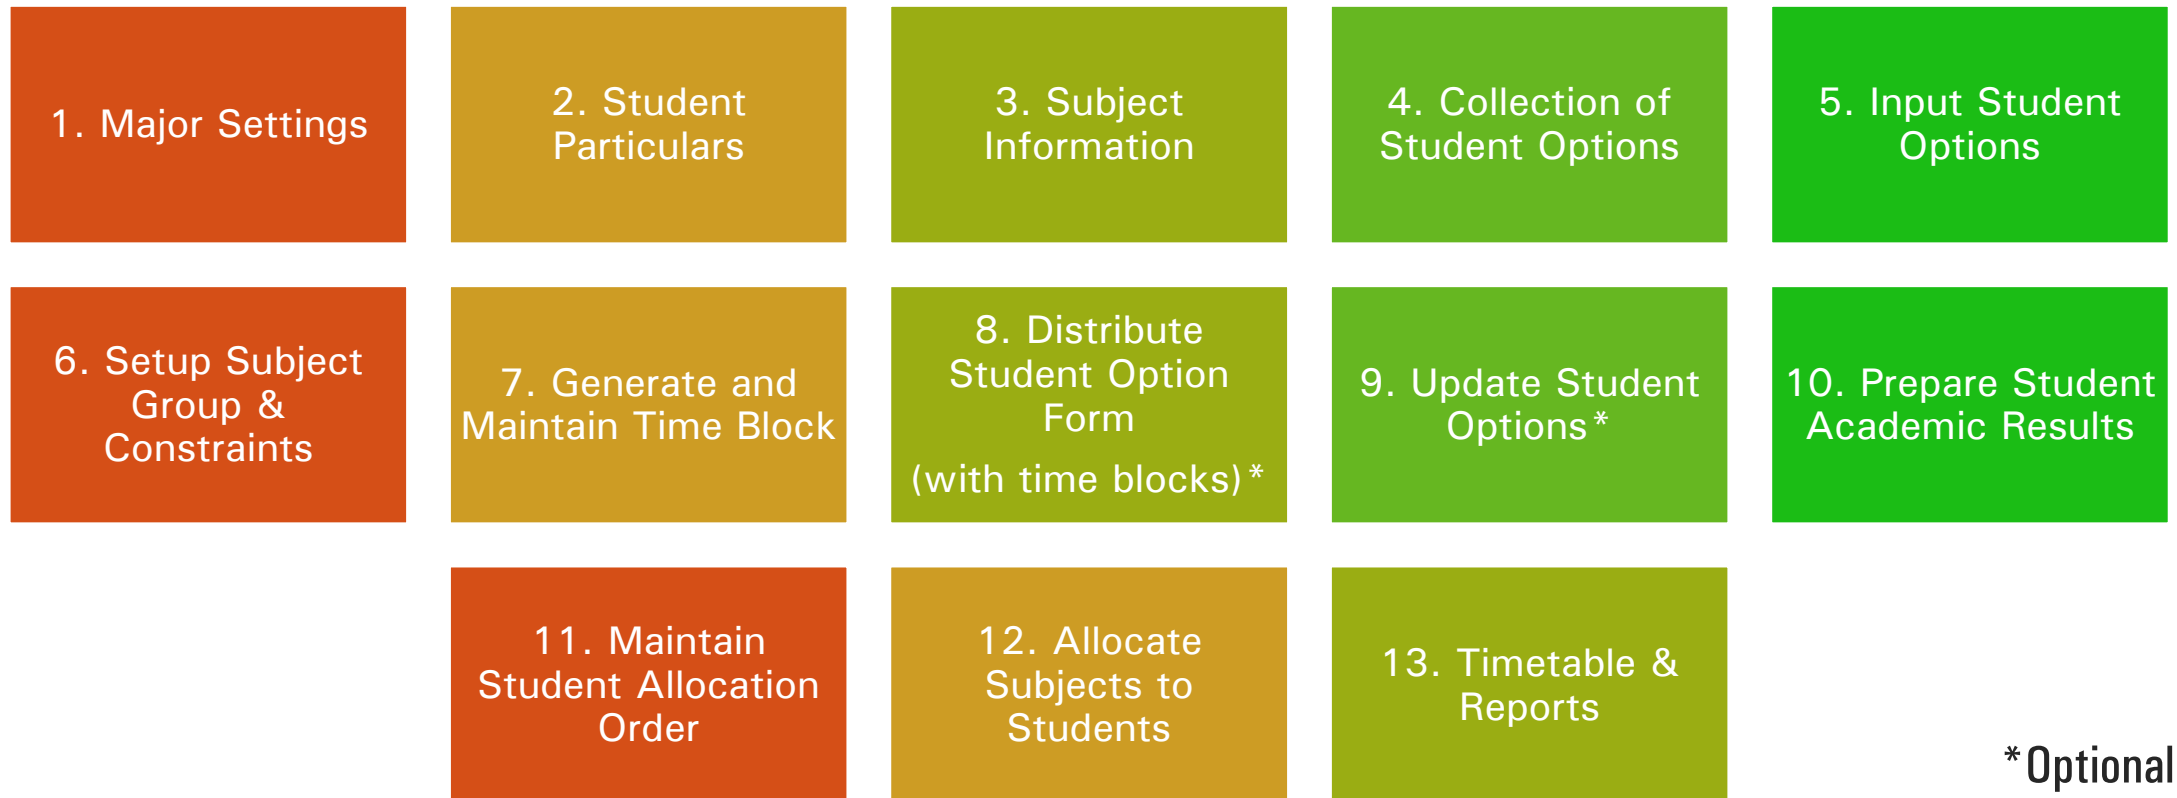 1. Major Settings
2. Student
Particulars
3. Subject
Information
4. Collection of
Student Options
5. Input Student
Options
6. Setup Subject
Group &
Constraints
7. Generate and
Maintain Time Block
8. Distribute
Student Option
Form
(with time blocks)*
9. Update Student
Options*
10. Prepare Student
Academic Results
11. Maintain
Student Allocation
Order
12. Allocate
Subjects to
Students
13. Timetable &
Reports
*Optional